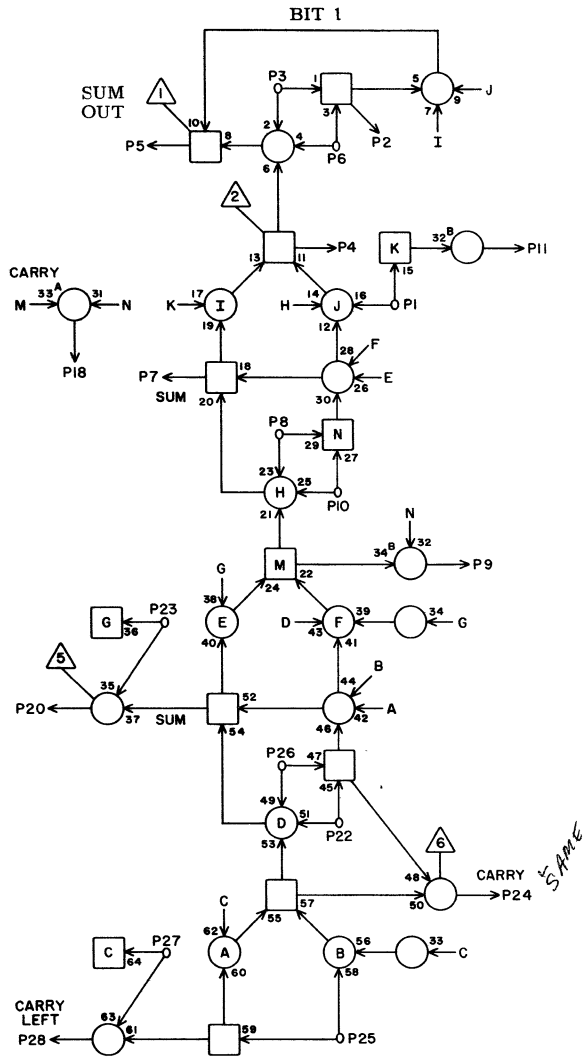 BIT 1
P3
1
5
J
9
7
I
SUM
OUT
1
10
8
2
4
3
P5
6
P6
P2
2
13
11
P4
K
32 B
P11
15
CARRY
33 A
31
M
N
P18
K
17
I
19
H
14
J
16
P1
12
28
F
P7
18
26
E
SUM
20
30
P8
29
N
27
23
H
25
21
P10
N
M
34 B
32
P9
24
22
G
38
E
40
D
43
F
39
34
G
41
G
36
P23
5
35
37
P20
SUM
52
54
44
B
42
A
46
P26
47
45
49
D
51
53
P22
6
48
50
CARRY
P24
SAME
55
57
C
62
A
60
B
56
58
33
C
C
64
P27
CARRY
LEFT
63
61
P28
59
P25